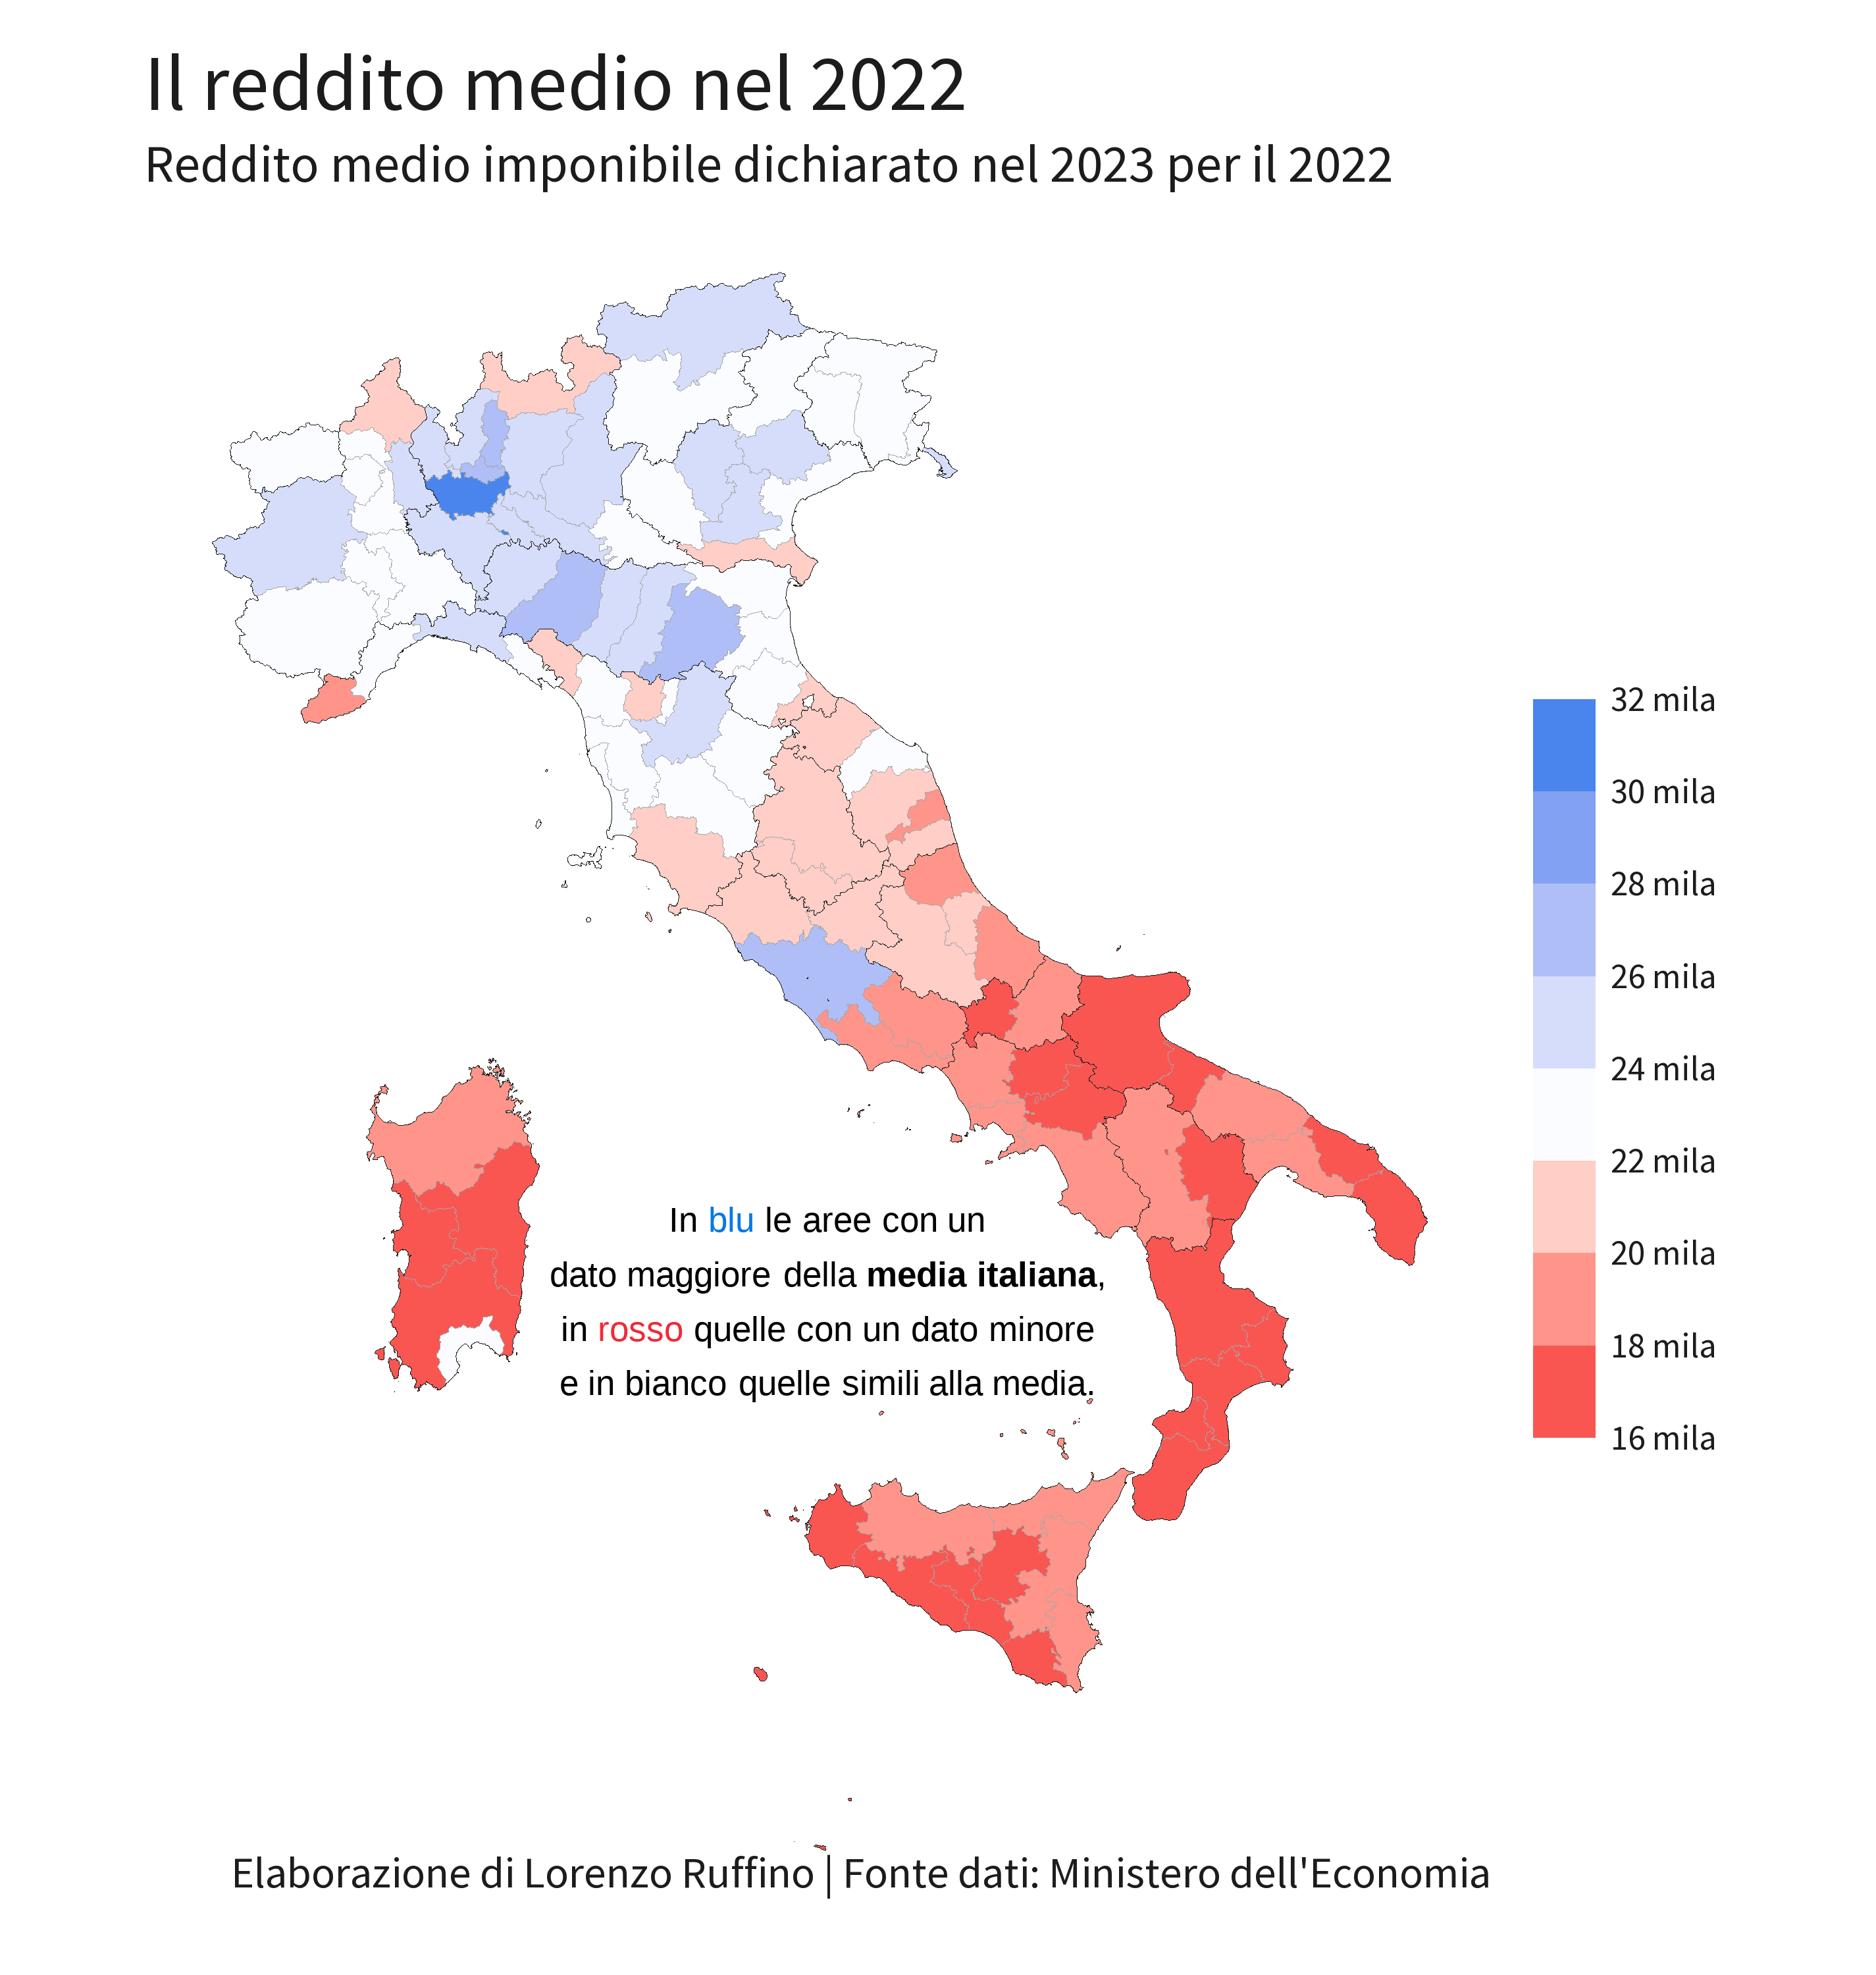 Il reddito medio nel 2022
Reddito medio imponibile dichiarato nel 2023 per il 2022
32 mila
30 mila
28 mila
26 mila
24 mila
22 mila
20 mila
18 mila
16 mila
In blu le aree con un
dato maggiore della media italiana,
in rosso quelle con un dato minore
e in bianco quelle simili alla media.
Elaborazione di Lorenzo Ruffino | Fonte dati: Ministero dell'Economia